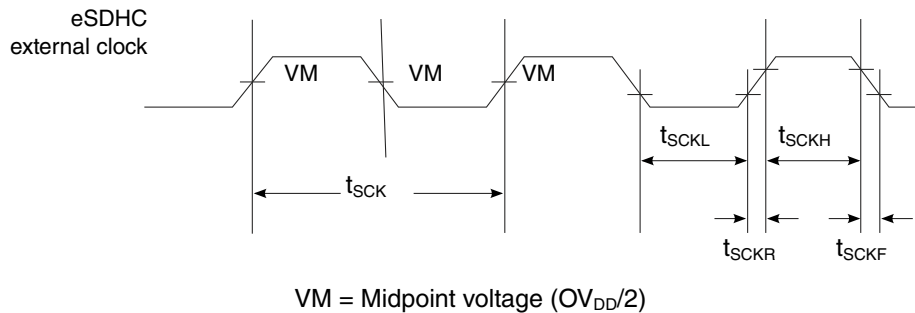 eSDHC
external clock
VM VM VM
tSCKL tSCKH
tSCK
tSCKR tSCKF
VM = Midpoint voltage (OVDD/2)